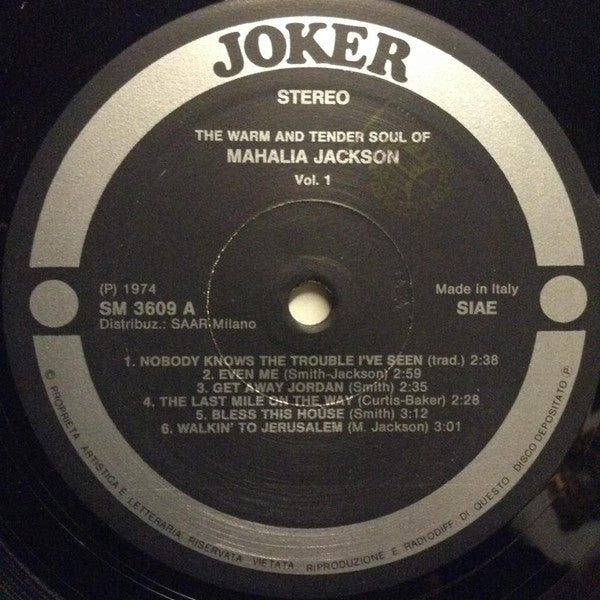 JOKER
STEREO
THE WARM AND TENDER SOUL OF
MAHALIA JACKSON
Vol. 1
(P) 1974
SM 3609 A
Distribuz.: SAAR-Milano
Made in Italy
SIAE
1. NOBODY KNOWS THE TROUBLE I'VE SEEN (trad.) 2:38
2. EVEN ME (Smith-Jackson) 2:59
3. GET AWAY JORDAN (Smith) 2:35
4. THE LAST MILE ON THE WAY (Curtis-Baker) 2:28
5. BLESS THIS HOUSE (Smith) 3:12
6. WALKIN' TO JERUSALEM (M. Jackson) 3:01
© PROPRIETÀ ARTISTICA E LETTERARIA RISERVATA VIETATA RIPRODUZIONE E RADIODIFF. DI QUESTO DISCO DEPOSITATO (P)